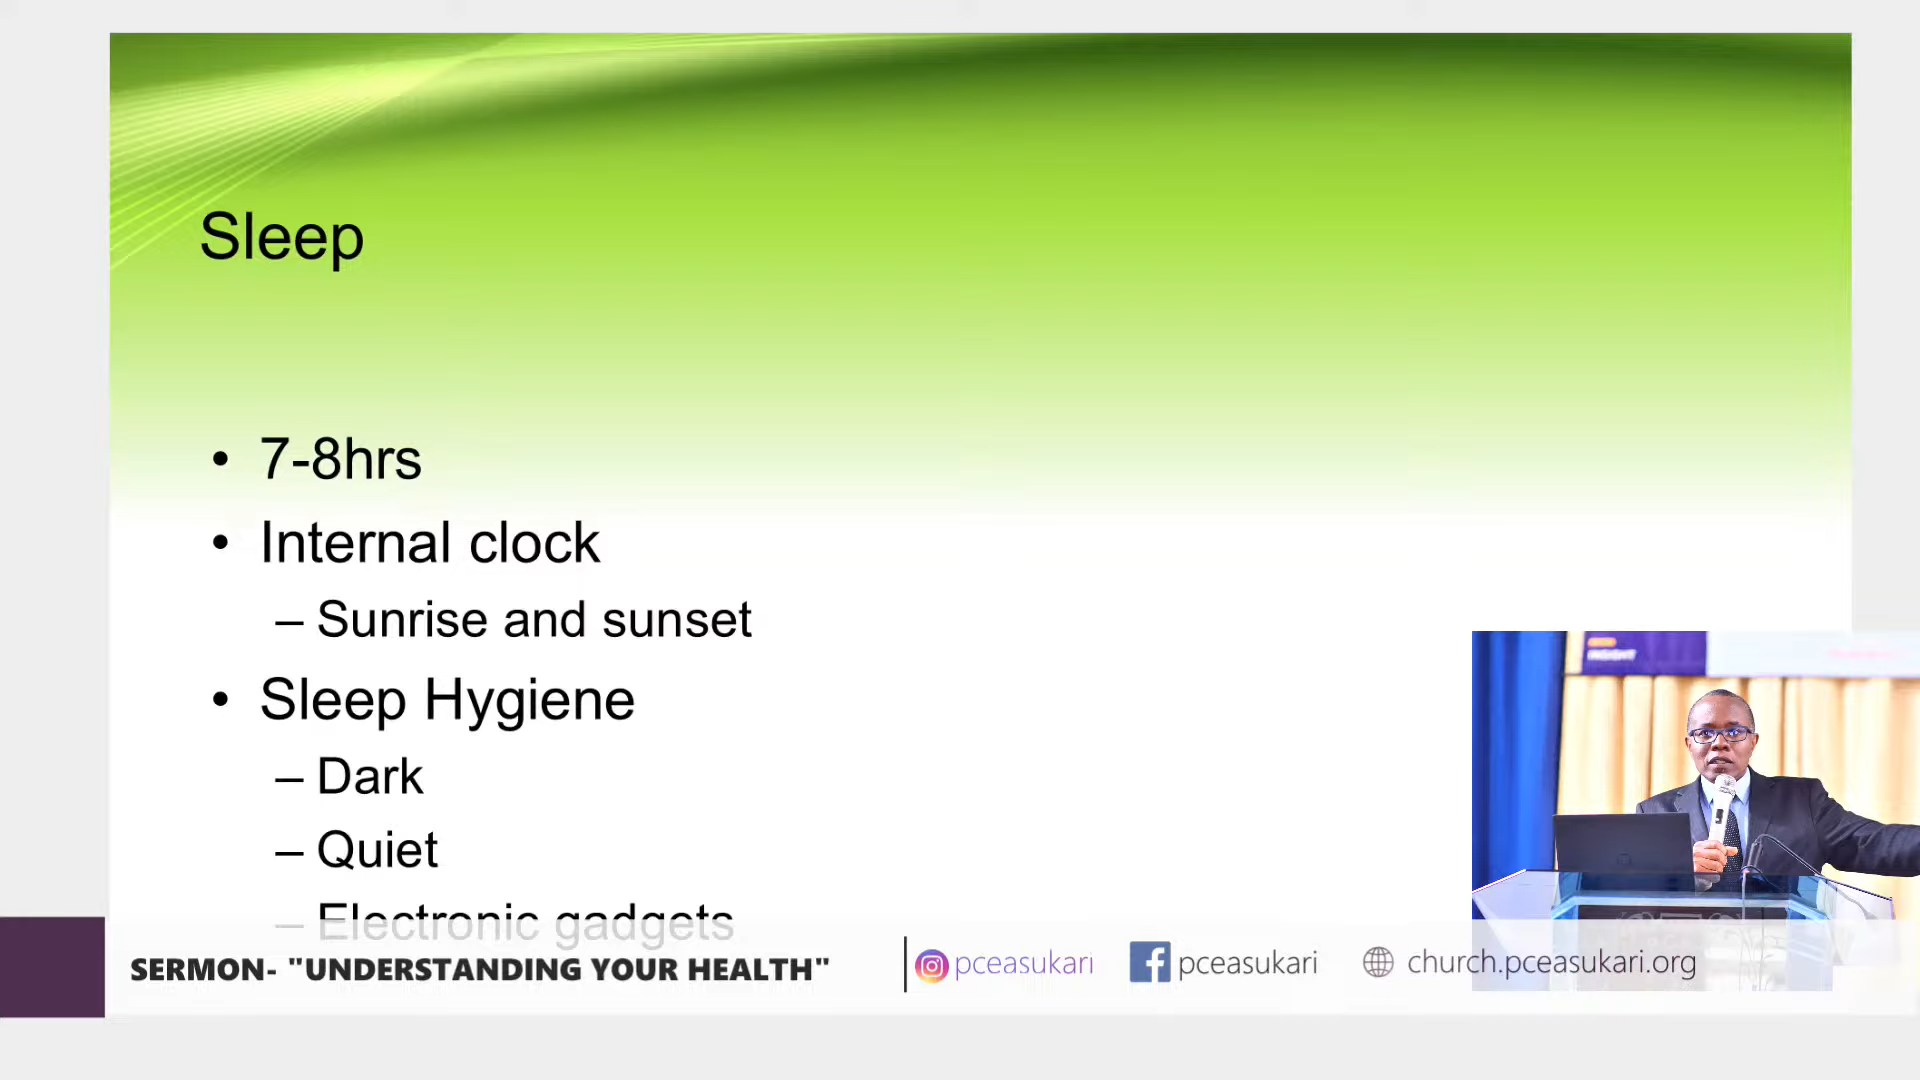 Sleep
• 7-8hrs
• Internal clock
– Sunrise and sunset
• Sleep Hygiene
– Dark
– Quiet
– Electronic gadgets
SERMON- "UNDERSTANDING YOUR HEALTH"
pceasukari
pceasukari
church.pceasukari.org